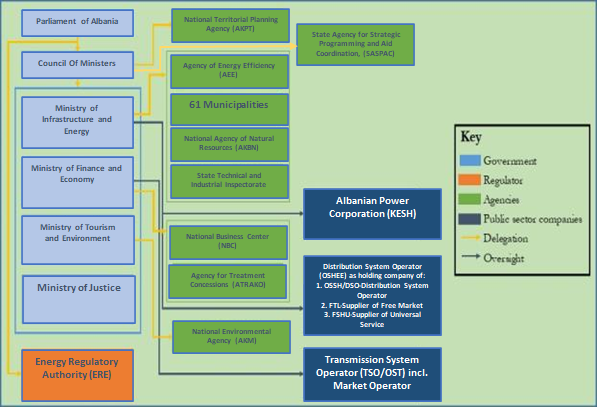 Parliament of Albania
Council Of Ministers
Ministry of
Infrastructure and
Energy
Ministry of Finance and
Economy
Ministry of Tourism
and Environment
Ministry of Justice
Energy Regulatory
Authority (ERE)
National Territorial Planning
Agency (AKPT)
State Agency for Strategic
Programming and Aid
Coordination, (SASPAC)
Agency of Energy Efficiency
(AEE)
61 Municipalities
National Agency of Natural
Resources (AKBN)
State Technical and
Industrial Inspectorate
National Business Center
(NBC)
Agency for Treatment
Concessions (ATRAKO)
National Environmental
Agency (AKM)
Albanian Power
Corporation (KESH)
Distribution System Operator
(OSHEE) as holding company of:
1. OSSH/DSO-Distribution System
Operator
2. FTL-Supplier of Free Market
3. FSHU-Supplier of Universal
Service
Transmission System
Operator (TSO/OST) incl.
Market Operator
Key
Government
Regulator
Agencies
Public sector companies
Delegation
Oversight